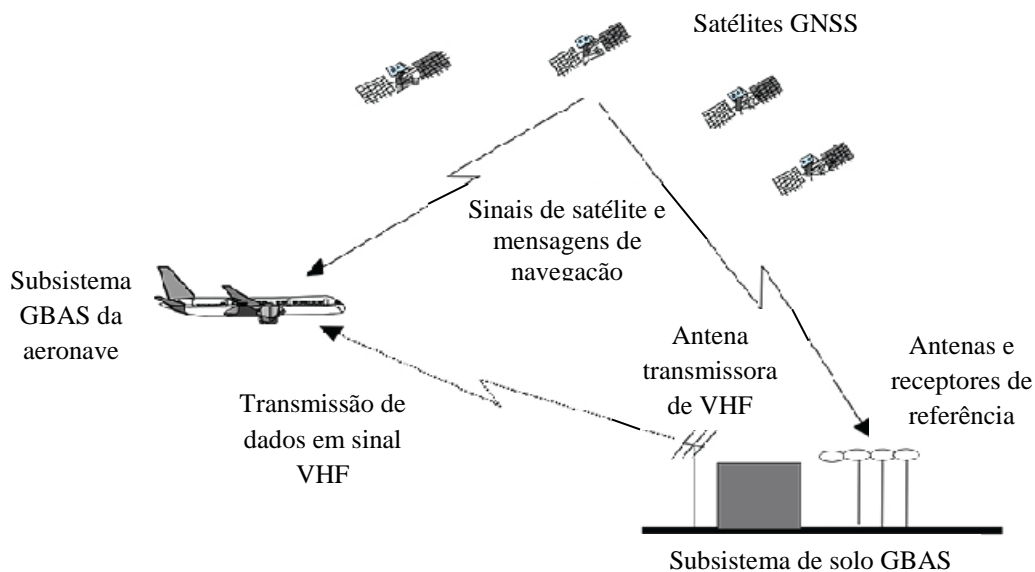 Satélites GNSS
Sinais de satélite e
mensagens de
navegação
Subsistema
GBAS da
aeronave
Antena
transmissora
de VHF
Antenas e
receptores de
referência
Transmissão de
dados em sinal
VHF
Subsistema de solo GBAS